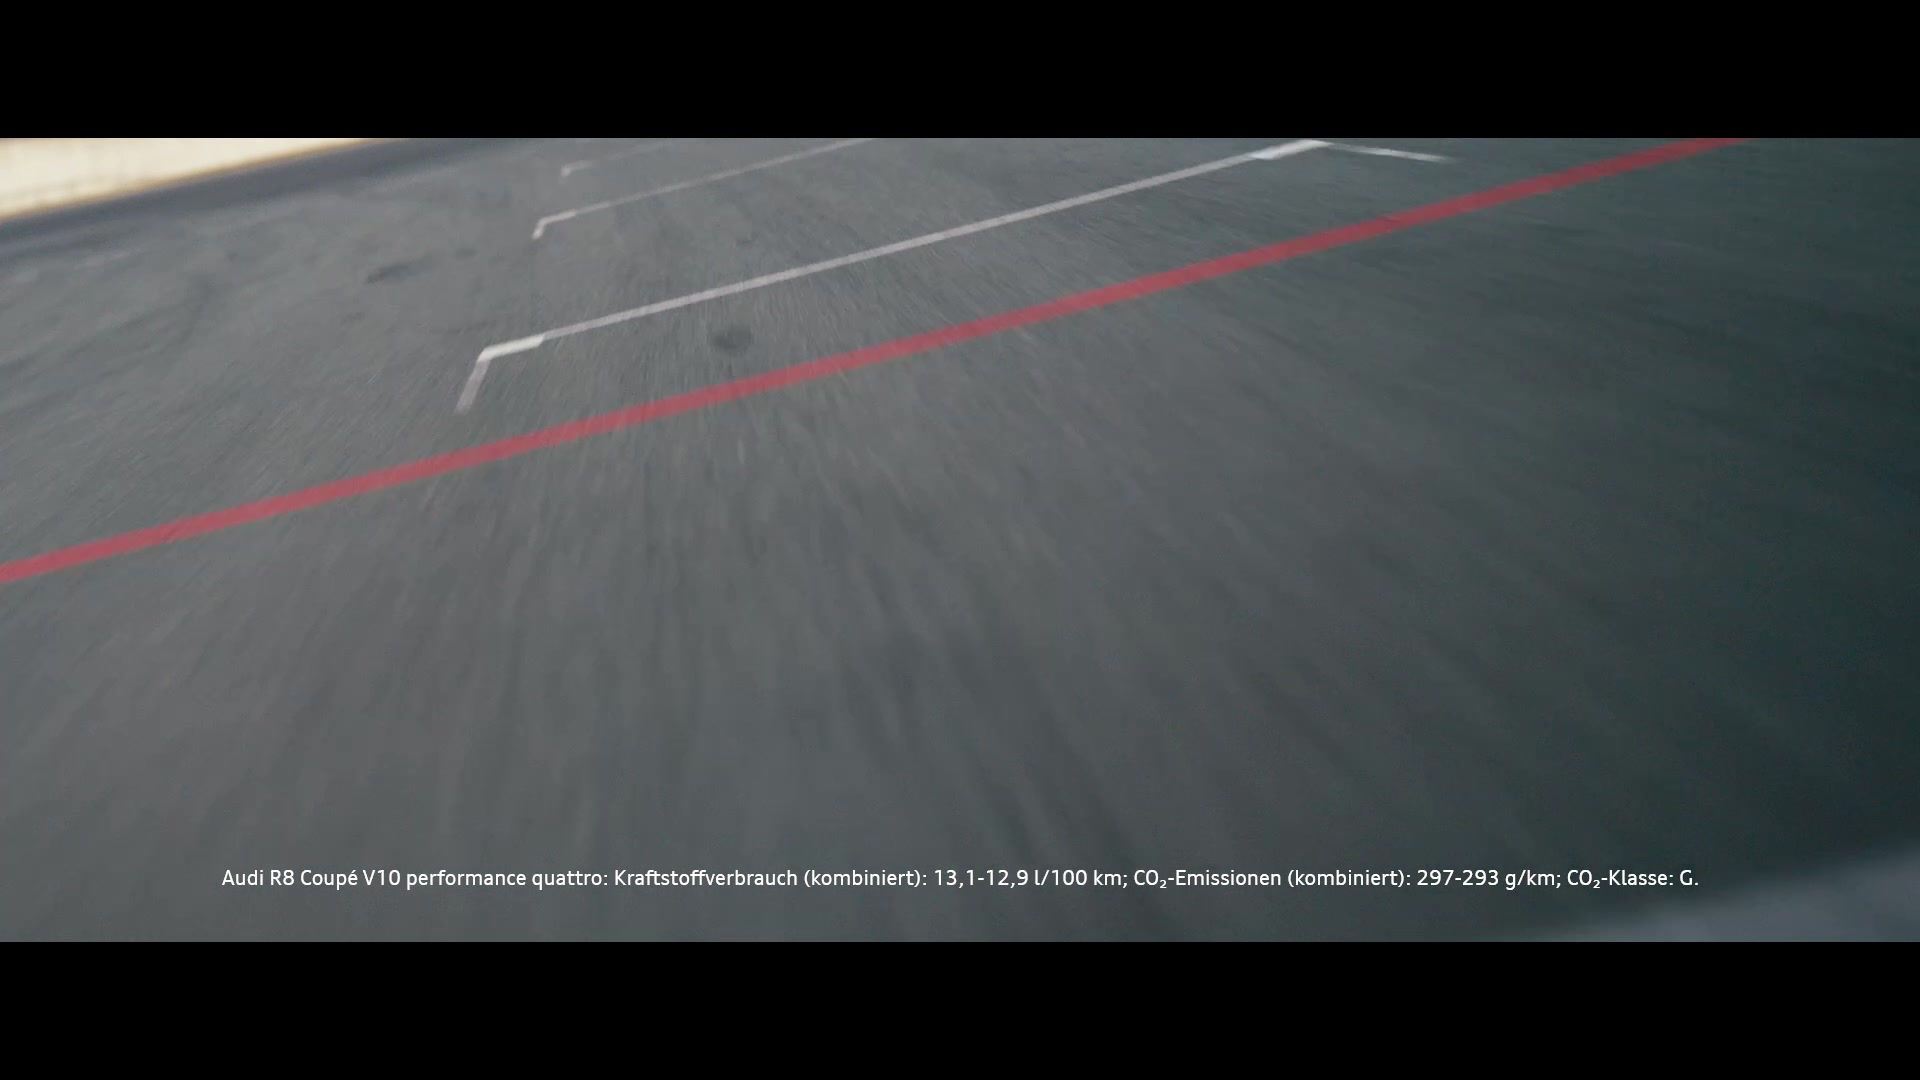 Audi R8 Coupé V10 performance quattro: Kraftstoffverbrauch (kombiniert): 13,1-12,9 l/100 km; CO₂-Emissionen (kombiniert): 297-293 g/km; CO₂-Klasse: G.